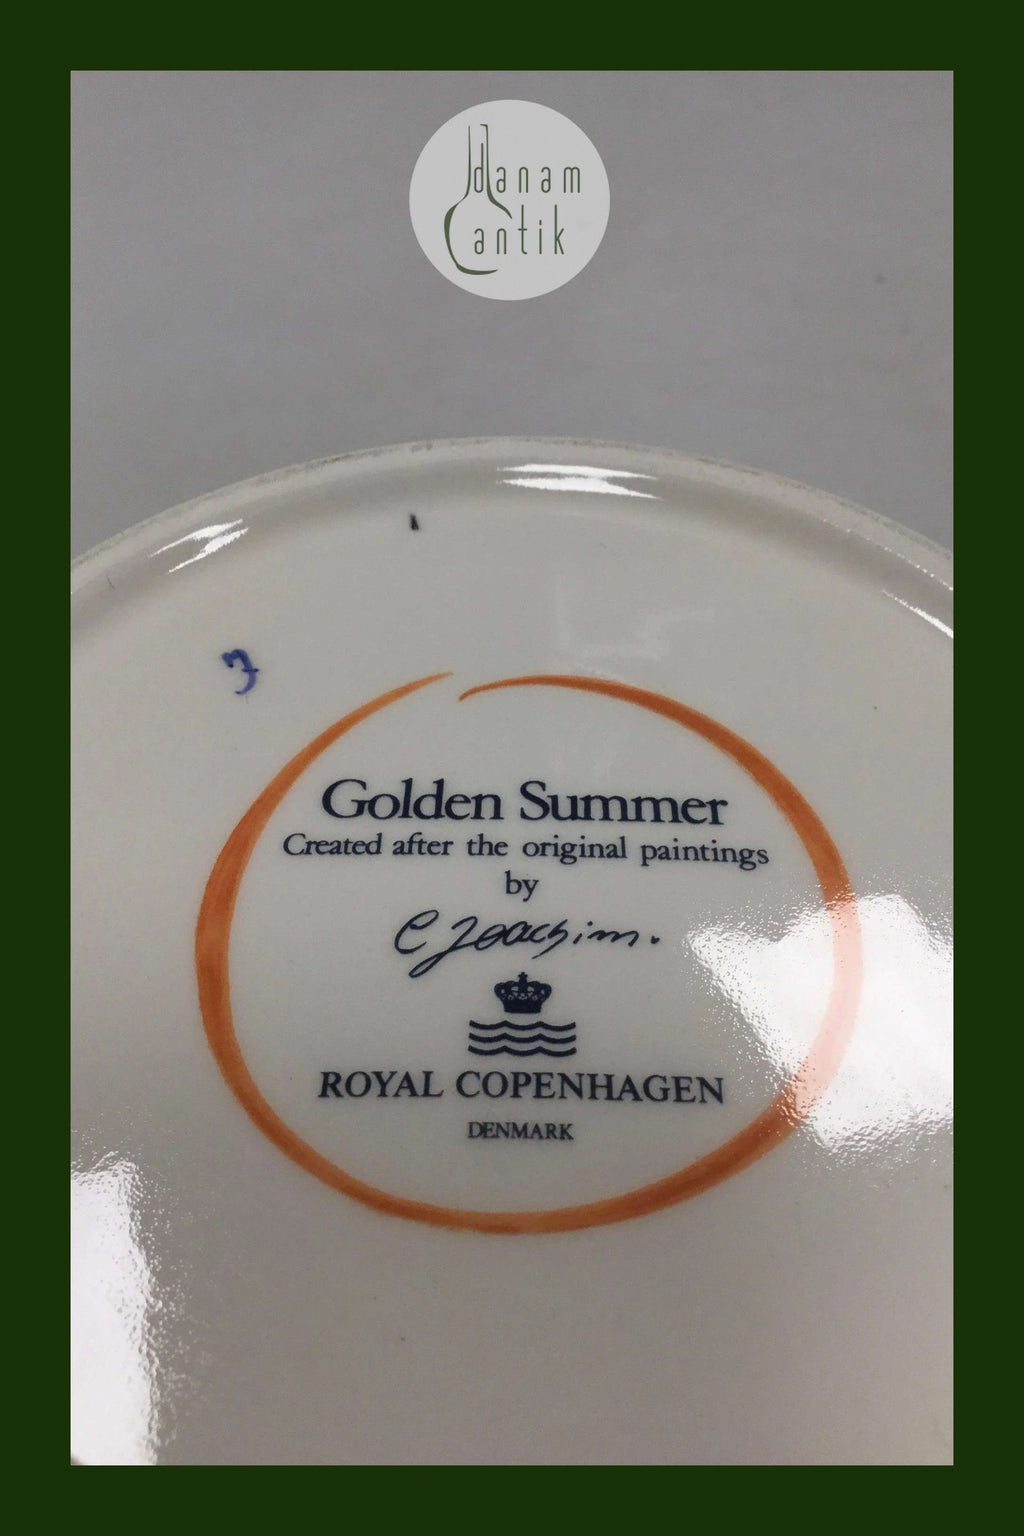 danam
antik
Golden Summer
Created after the original paintings
by
C Joachim.
ROYAL COPENHAGEN
DENMARK